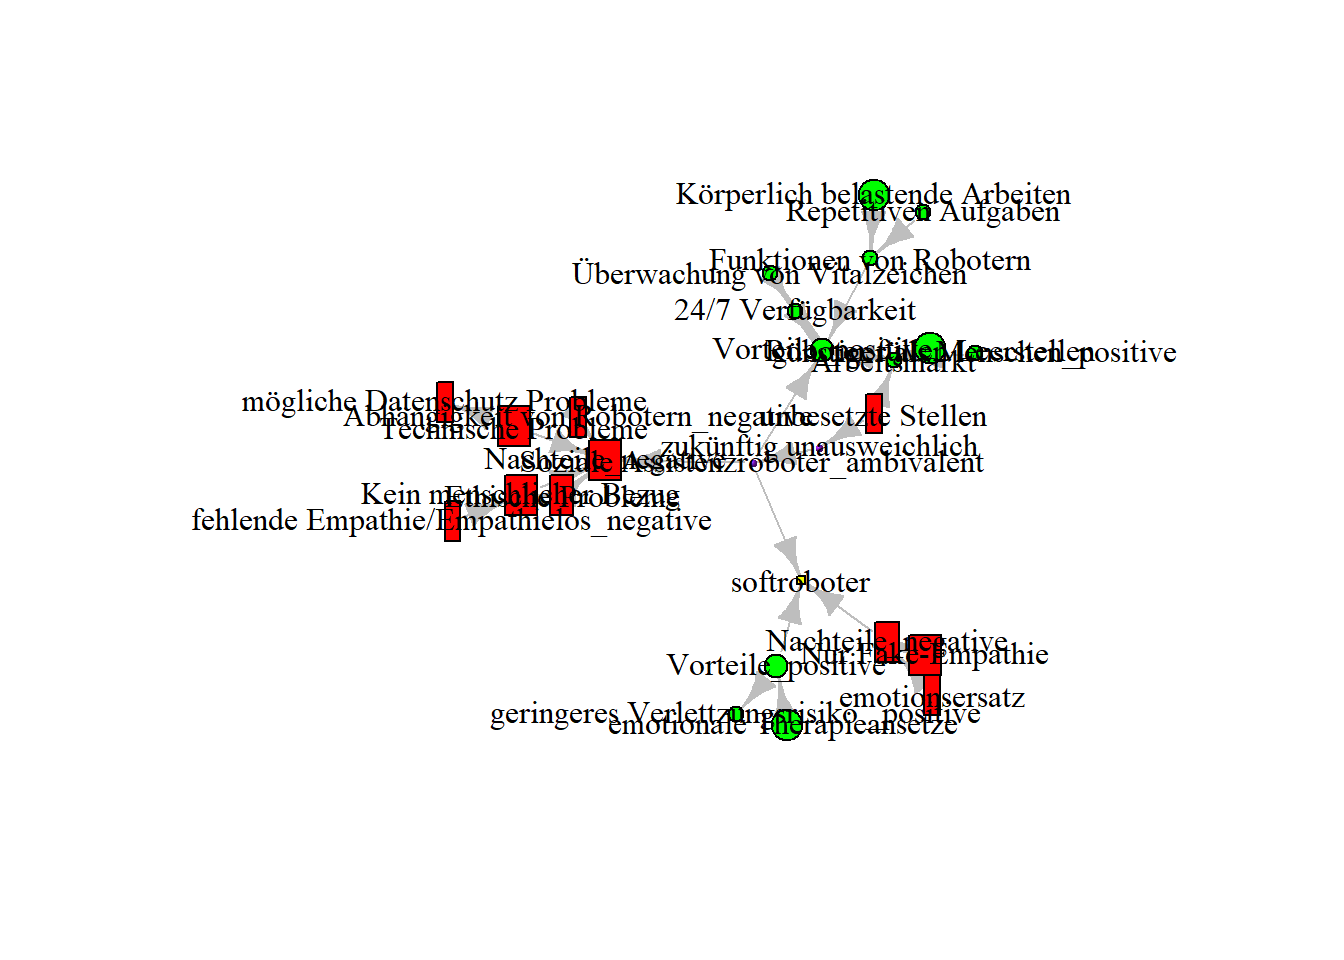 Körperlich belastende Arbeiten
Repetitiven Aufgaben
Funktionen von Robotern
Überwachung von Vitalzeichen
24/7 Verfügbarkeit
Vorteile_positive
Menschen_positive
Arbeitsmarkt
mögliche Datenschutz Probleme
Abhängigkeit von Robotern_negative
unbesetzte Stellen
Technische Probleme
zukünftig unausweichlich
Nachteile_negative
Soziale Assistenzroboter_ambivalent
Kein menschlicher Bezug
Ethische Probleme
fehlende Empathie/Empathielos_negative
softroboter
Nachteile_negative
Nur Fake-Empathie
Vorteile_positive
emotionsersatz
geringeres Verlettzungsrisiko_ positive
emotionale Therapieansetze